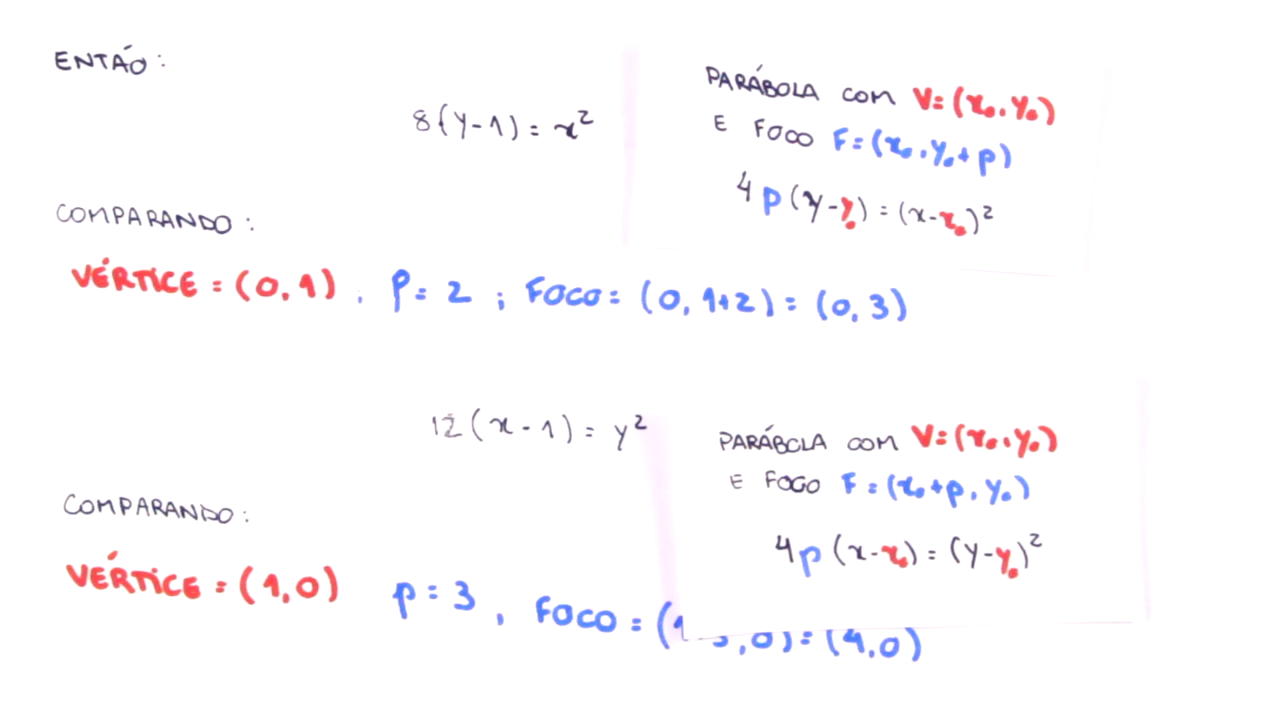 ENTÃO:
8(y-1) = x²
PARÁBOLA COM V=(x₀,y₀)
E FOCO F=(x₀,y₀+p)
4p(y-y₀) = (x-x₀)²
COMPARANDO:
VÉRTICE = (0,1), P=2; FOCO = (0,1+2) = (0,3)
12(x-1) = y²
PARÁBOLA COM V=(x₀,y₀)
E FOGO F=(x₀+p,y₀)
4p(x-x₀) = (y-y₀)²
COMPARANDO:
VÉRTICE = (1,0) p=3, FOCO = ( ,0) = (4,0)